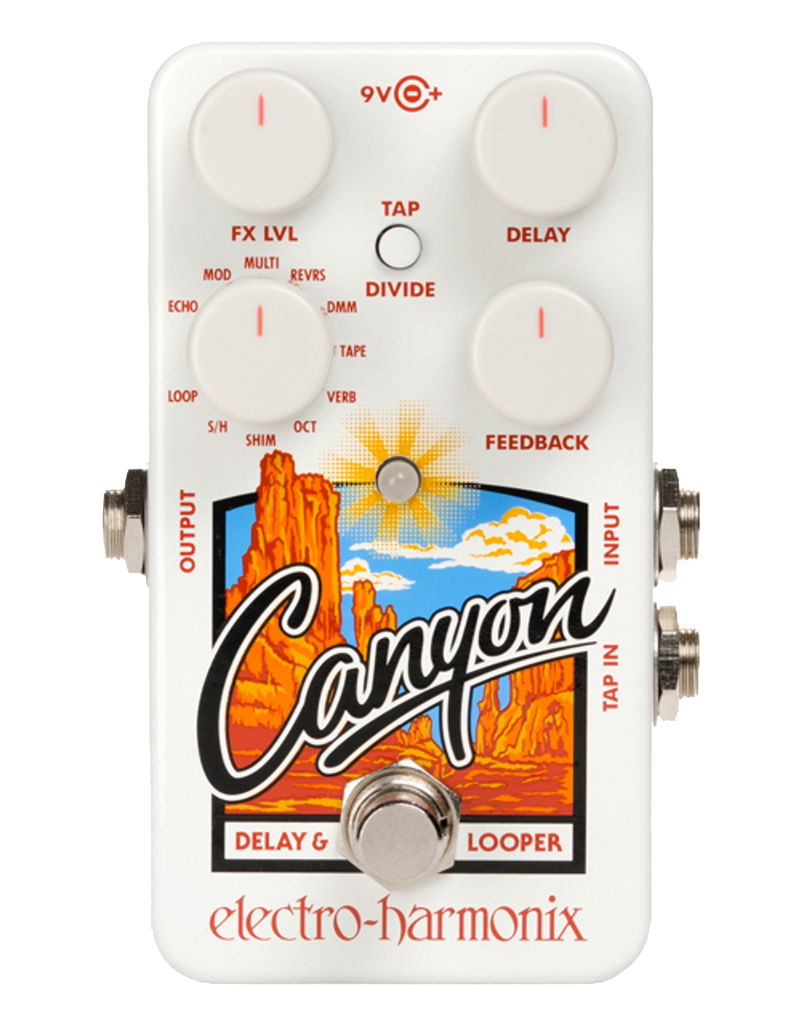 9V +
TAP
FX LVL
DELAY
DIVIDE
MULTI
MOD
REVRS
ECHO
DMM
TAPE
LOOP
VERB
S/H
OCT
SHIM
FEEDBACK
OUTPUT
INPUT
Canyon
TAP IN
DELAY & LOOPER
electro-harmonix